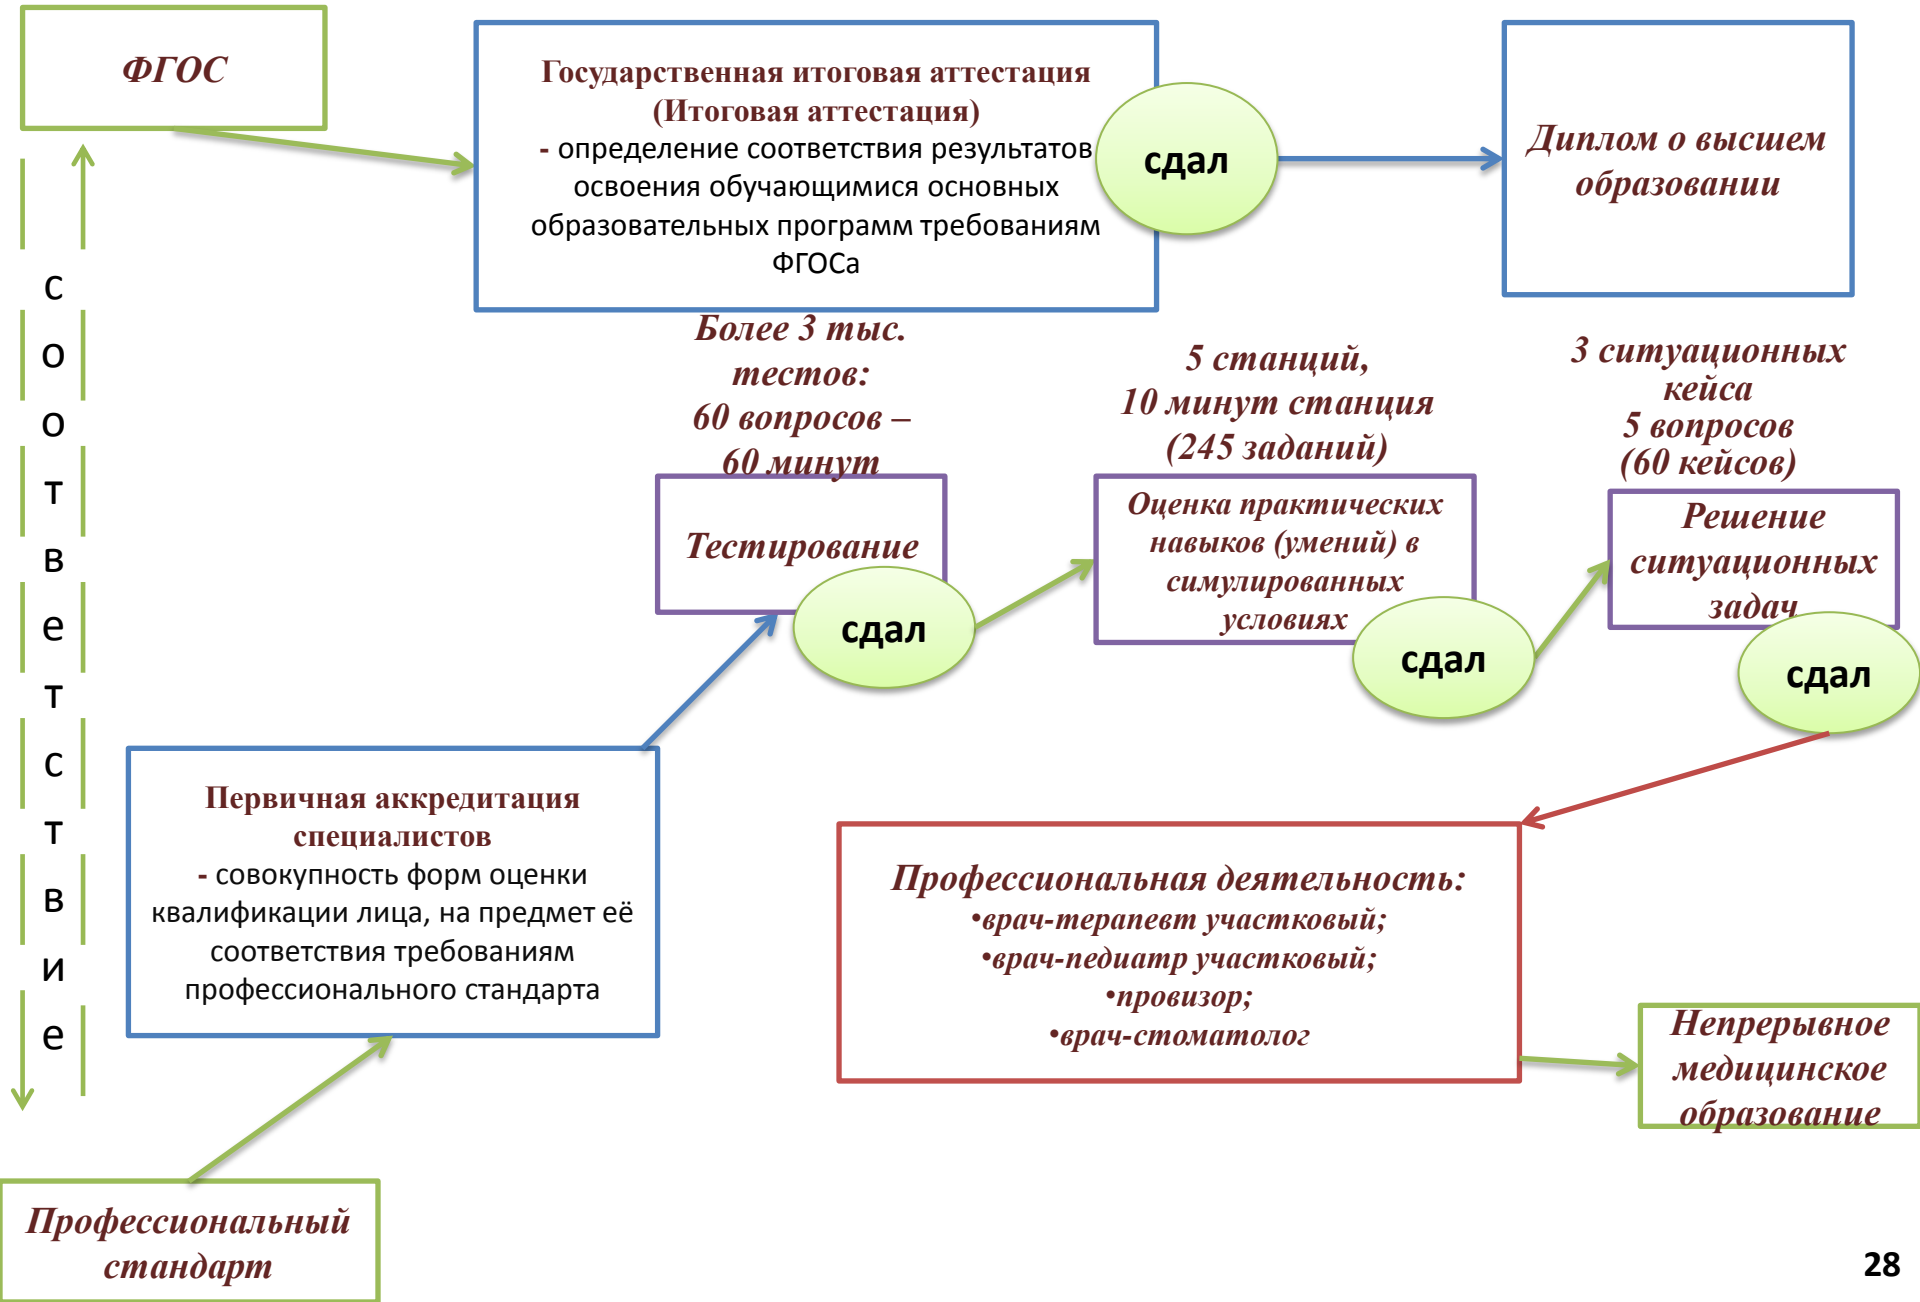 ФГОС
Государственная итоговая аттестация
(Итоговая аттестация)
- определение соответствия результатов
освоения обучающимися основных
образовательных программ требованиям
ФГОСа
сдал
Диплом о высшем
образовании
с
о
о
т
в
е
т
с
т
в
и
е
Более 3 тыс.
тестов:
60 вопросов –
60 минут
Тестирование
сдал
5 станций,
10 минут станция
(245 заданий)
Оценка практических
навыков (умений) в
симулированных
условиях
сдал
3 ситуационных
кейса
5 вопросов
(60 кейсов)
Решение
ситуационных
задач
сдал
Первичная аккредитация
специалистов
- совокупность форм оценки
квалификации лица, на предмет её
соответствия требованиям
профессионального стандарта
Профессиональная деятельность:
•врач-терапевт участковый;
•врач-педиатр участковый;
•провизор;
•врач-стоматолог
Непрерывное
медицинское
образование
Профессиональный
стандарт
28